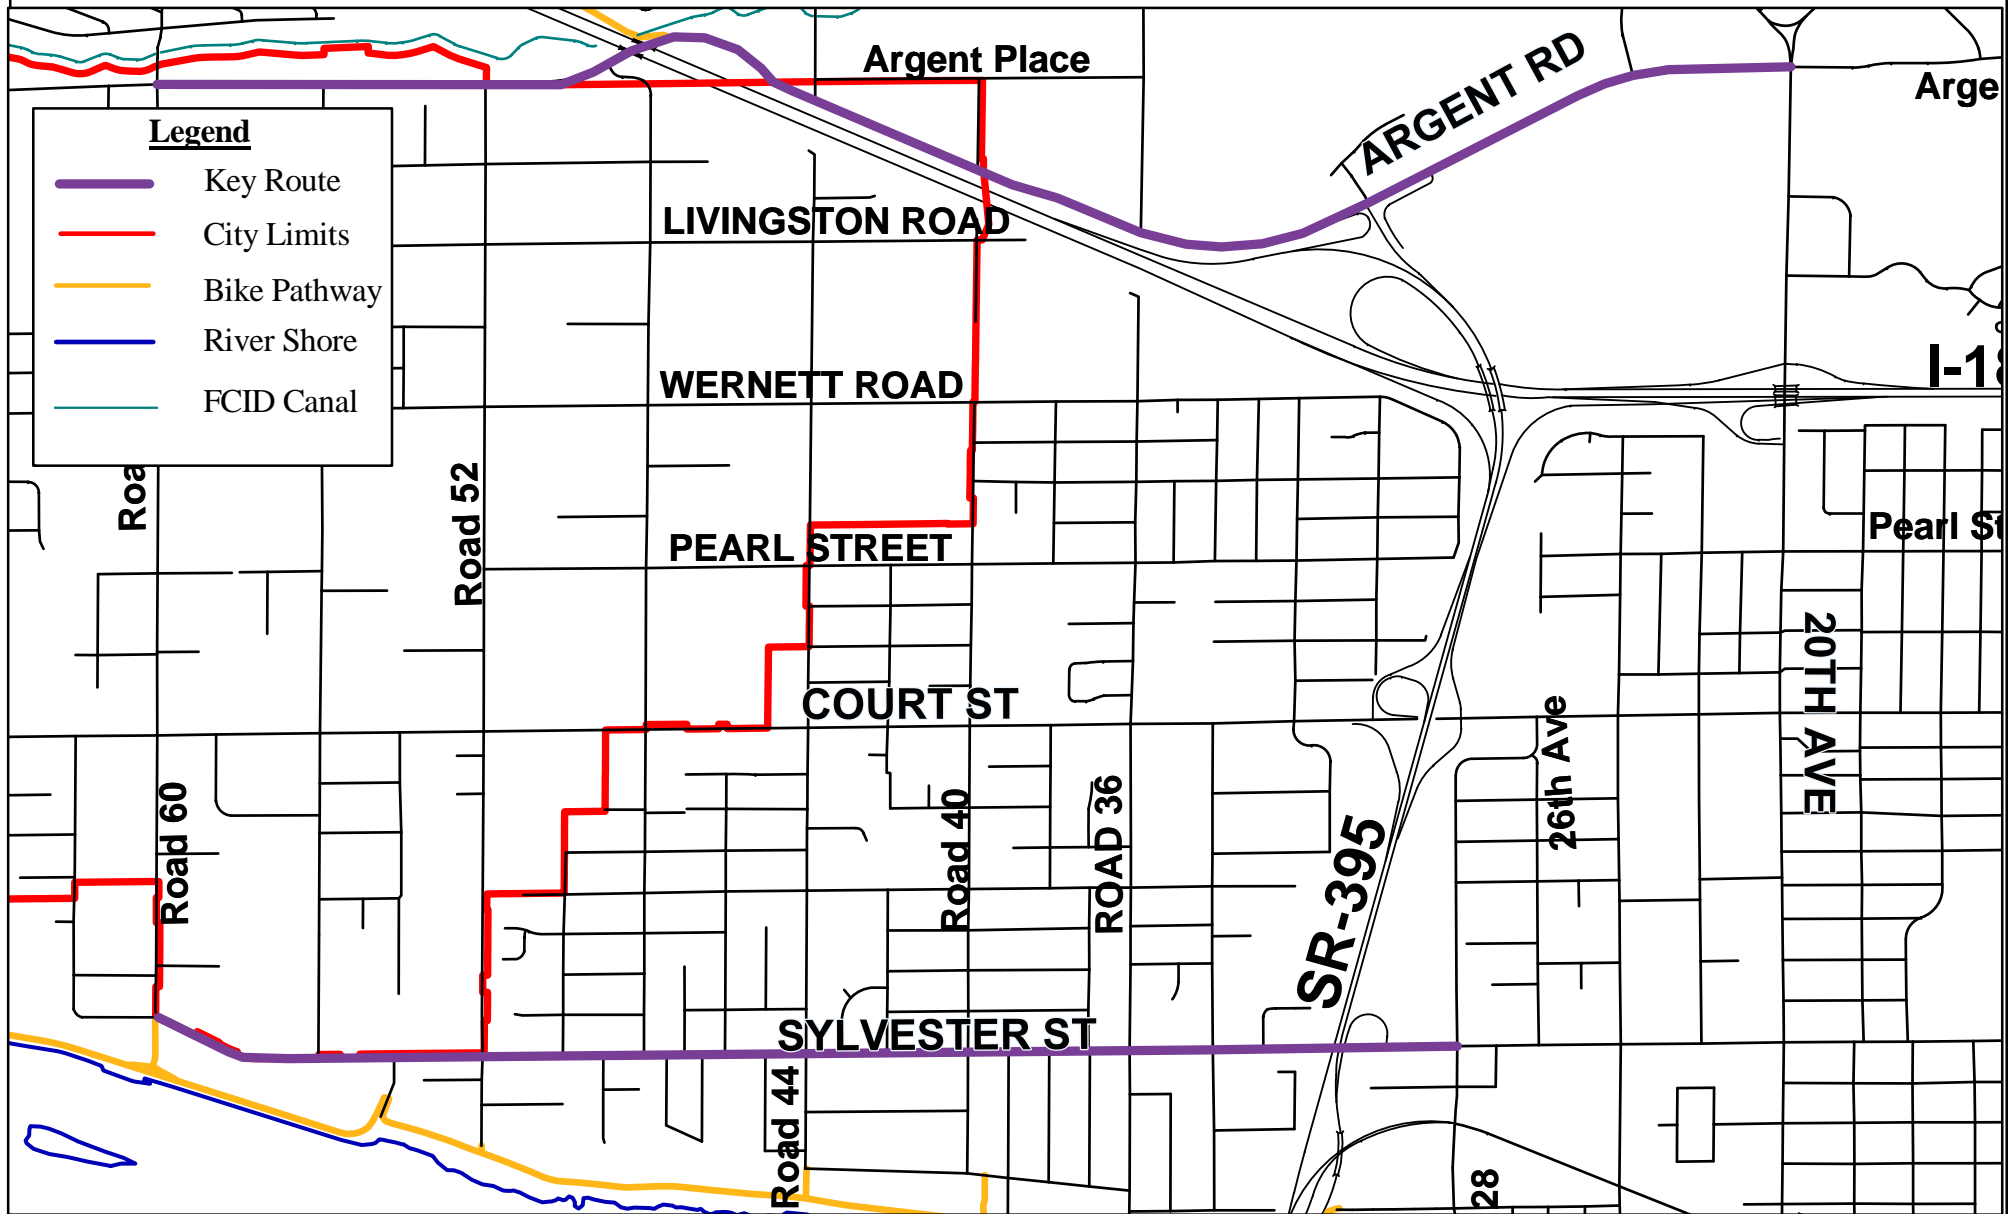 Argent Place
ARGENT RD
Arge
Legend
Key Route
City Limits
Bike Pathway
River Shore
FCID Canal
LIVINGSTON ROAD
I-18
WERNETT ROAD
Roa
Road 52
PEARL STREET
Pearl St
20TH AVE
COURT ST
26th Ave
Road 60
Road 40
ROAD 36
SR-395
SYLVESTER ST
Road 44
28